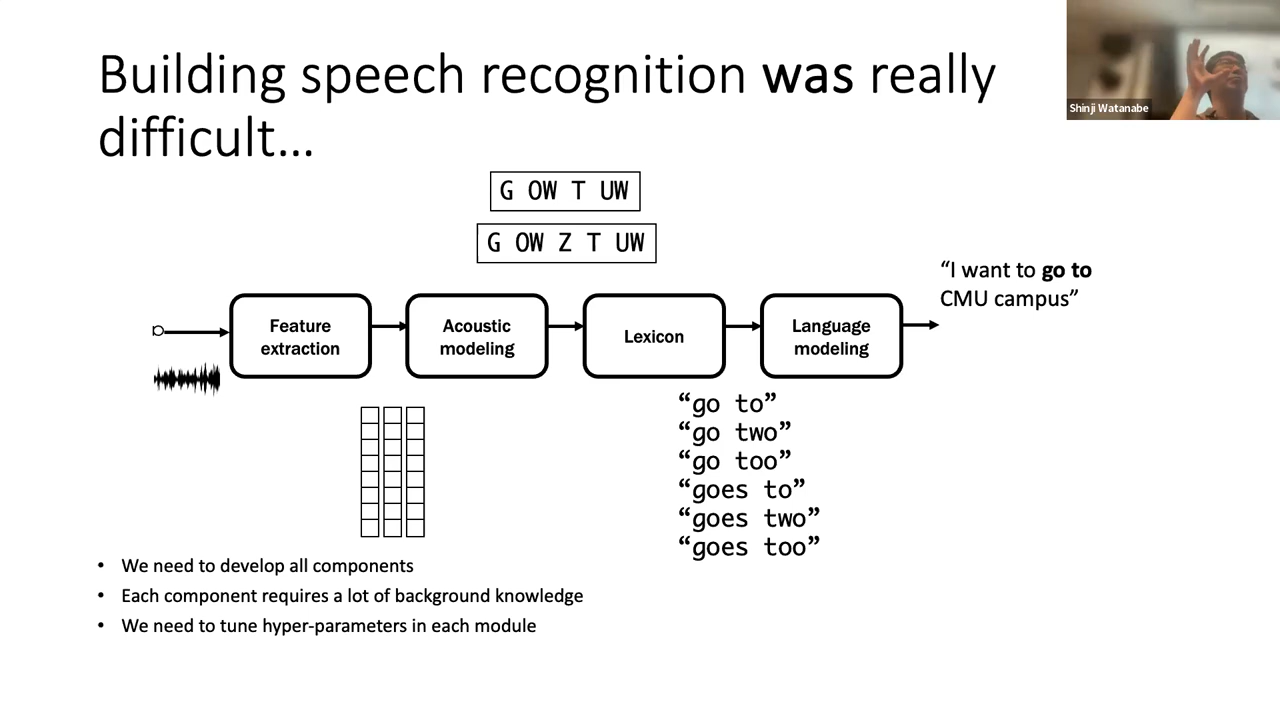 Building speech recognition was really
difficult...
Shinji Watanabe
G OW T UW
G OW Z T UW
“I want to go to
CMU campus”
Feature
extraction
Acoustic
modeling
Lexicon
Language
modeling
“go to”
“go two”
“go too”
“goes to”
“goes two”
“goes too”
• We need to develop all components
• Each component requires a lot of background knowledge
• We need to tune hyper-parameters in each module